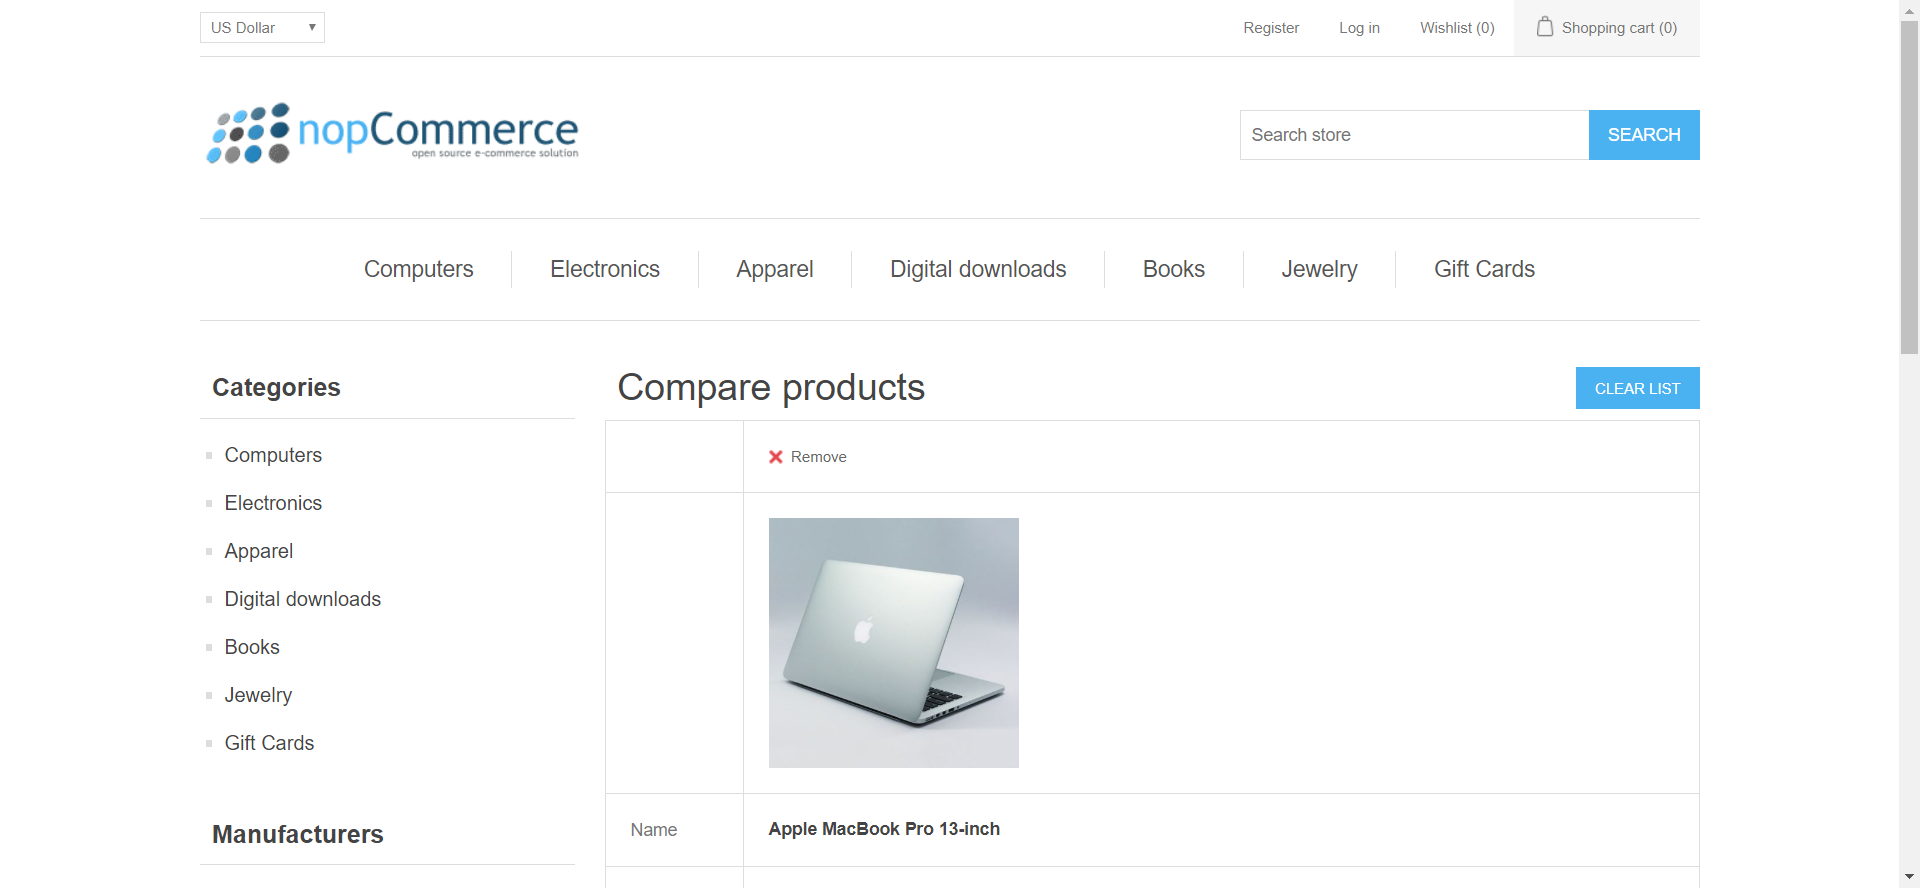 US Dollar
Register
Log in
Wishlist (0)
Shopping cart (0)
nopCommerce
open source e-commerce solution
Search store
SEARCH
Computers
Electronics
Apparel
Digital downloads
Books
Jewelry
Gift Cards
Categories
Computers
Electronics
Apparel
Digital downloads
Books
Jewelry
Gift Cards
Manufacturers
Compare products
CLEAR LIST
Remove
Name
Apple MacBook Pro 13-inch